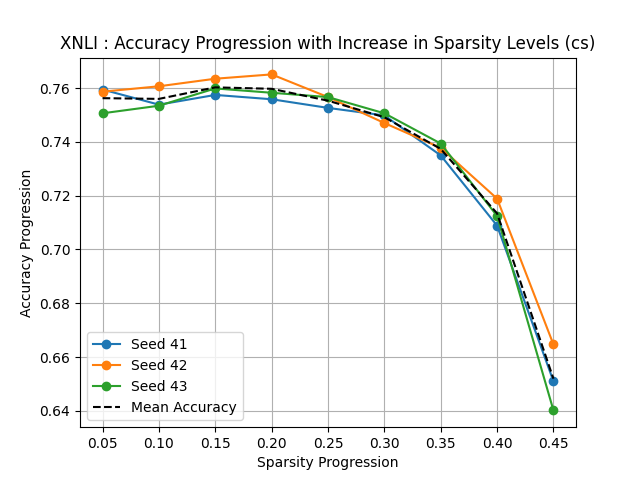 XNLI : Accuracy Progression with Increase in Sparsity Levels (cs)
Accuracy Progression
0.76
0.74
0.72
0.70
0.68
0.66
0.64
Seed 41
Seed 42
Seed 43
Mean Accuracy
0.05 0.10 0.15 0.20 0.25 0.30 0.35 0.40 0.45
Sparsity Progression